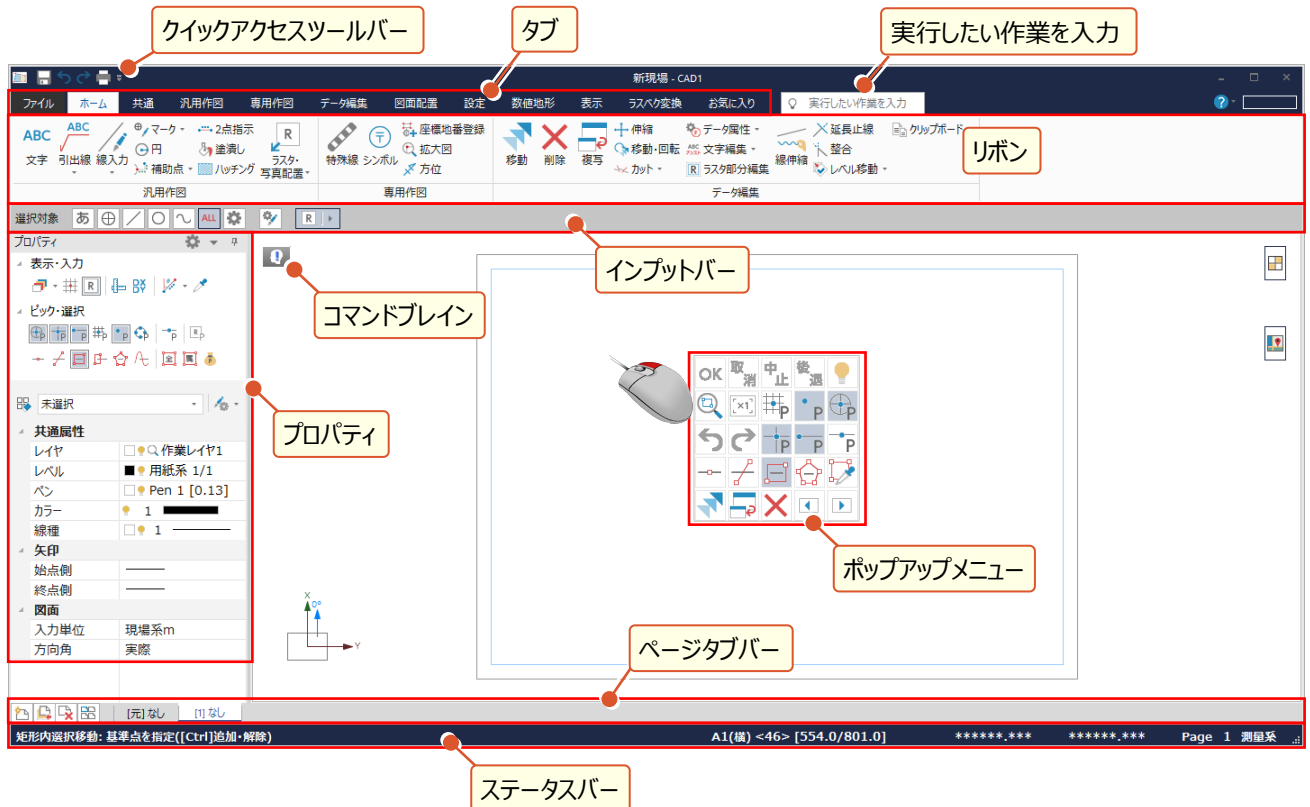 クイックアクセスツールバー
タブ
実行したい作業を入力
新現場 - CAD1
ファイル ホーム 共通 汎用作図 専用作図 データ編集 図面配置 設定 数値地形 表示 ラスベク変換 お気に入り 実行したい作業を入力
ABC 文字
ABC 引出線
線入力
マーク
円
補助点
2点指示
塗潰し
ハッチング
R ラスタ・写真配置
汎用作図
特殊線
シンボル
座標地番登録
拡大図
方位
専用作図
移動
削除
複写
伸縮
移動・回転
カット
データ属性
文字編集
R ラスタ部分編集
線伸縮
延長止線
整合
レベル移動
クリップボード
データ編集
リボン
選択対象 あ ALL R
インプットバー
プロパティ
表示・入力
R
ピック・選択
コマンドブレイン
未選択
プロパティ
共通属性
レイヤ 作業レイヤ1
レベル 用紙系 1/1
ペン Pen 1 [0.13]
カラー 1
線種 1
矢印
始点側
終点側
図面
入力単位 現場系m
方向角 実際
OK 取消 中止 後退
[×1] P P P
P P P
ポップアップメニュー
X
0°
Y
ページタブバー
[元] なし [1] なし
矩形内選択移動: 基準点を指定([Ctrl]追加・解除) A1(横) <46> [554.0/801.0] ******.*** ******.*** Page 1 測量系
ステータスバー